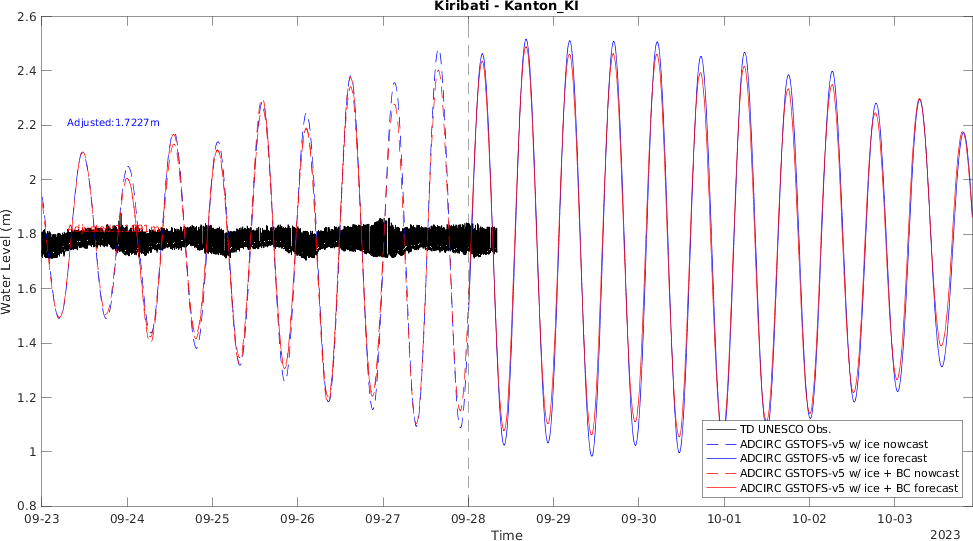 Kiribati - Kanton_KI
2.6
2.4
2.2
2
1.8
1.6
1.4
1.2
1
0.8
Water Level (m)
Adjusted:1.7227m
TD UNESCO Obs.
ADCIRC GSTOFS-v5 w/ ice nowcast
ADCIRC GSTOFS-v5 w/ ice forecast
ADCIRC GSTOFS-v5 w/ ice + BC nowcast
ADCIRC GSTOFS-v5 w/ ice + BC forecast
09-23 09-24 09-25 09-26 09-27 09-28 09-29 09-30 10-01 10-02 10-03
Time
2023